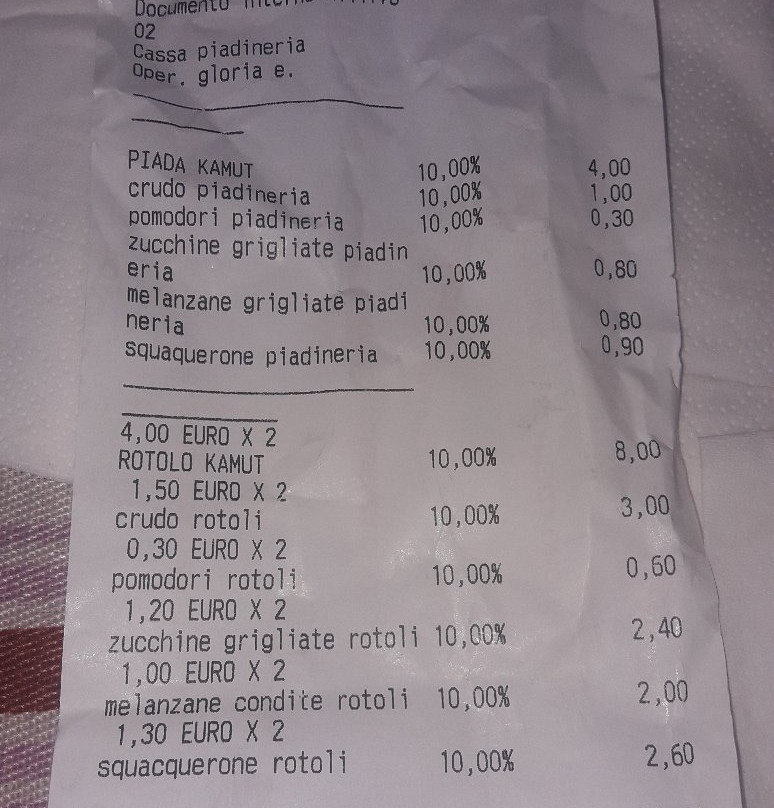 Documento
02
Cassa piadineria
Oper. gloria e.
PIADA KAMUT 10,00% 4,00
crudo piadineria 10,00% 1,00
pomodori piadineria 10,00% 0,30
zucchine grigliate piadin
eria 10,00% 0,80
melanzane grigliate piadi
neria 10,00% 0,80
squaquerone piadineria 10,00% 0,90
4,00 EURO X 2
ROTOLO KAMUT 10,00% 8,00
1,50 EURO X 2
crudo rotoli 10,00% 3,00
0,30 EURO X 2
pomodori rotoli 10,00% 0,60
1,20 EURO X 2
zucchine grigliate rotoli 10,00% 2,40
1,00 EURO X 2
melanzane condite rotoli 10,00% 2,00
1,30 EURO X 2
squacquerone rotoli 10,00% 2,60